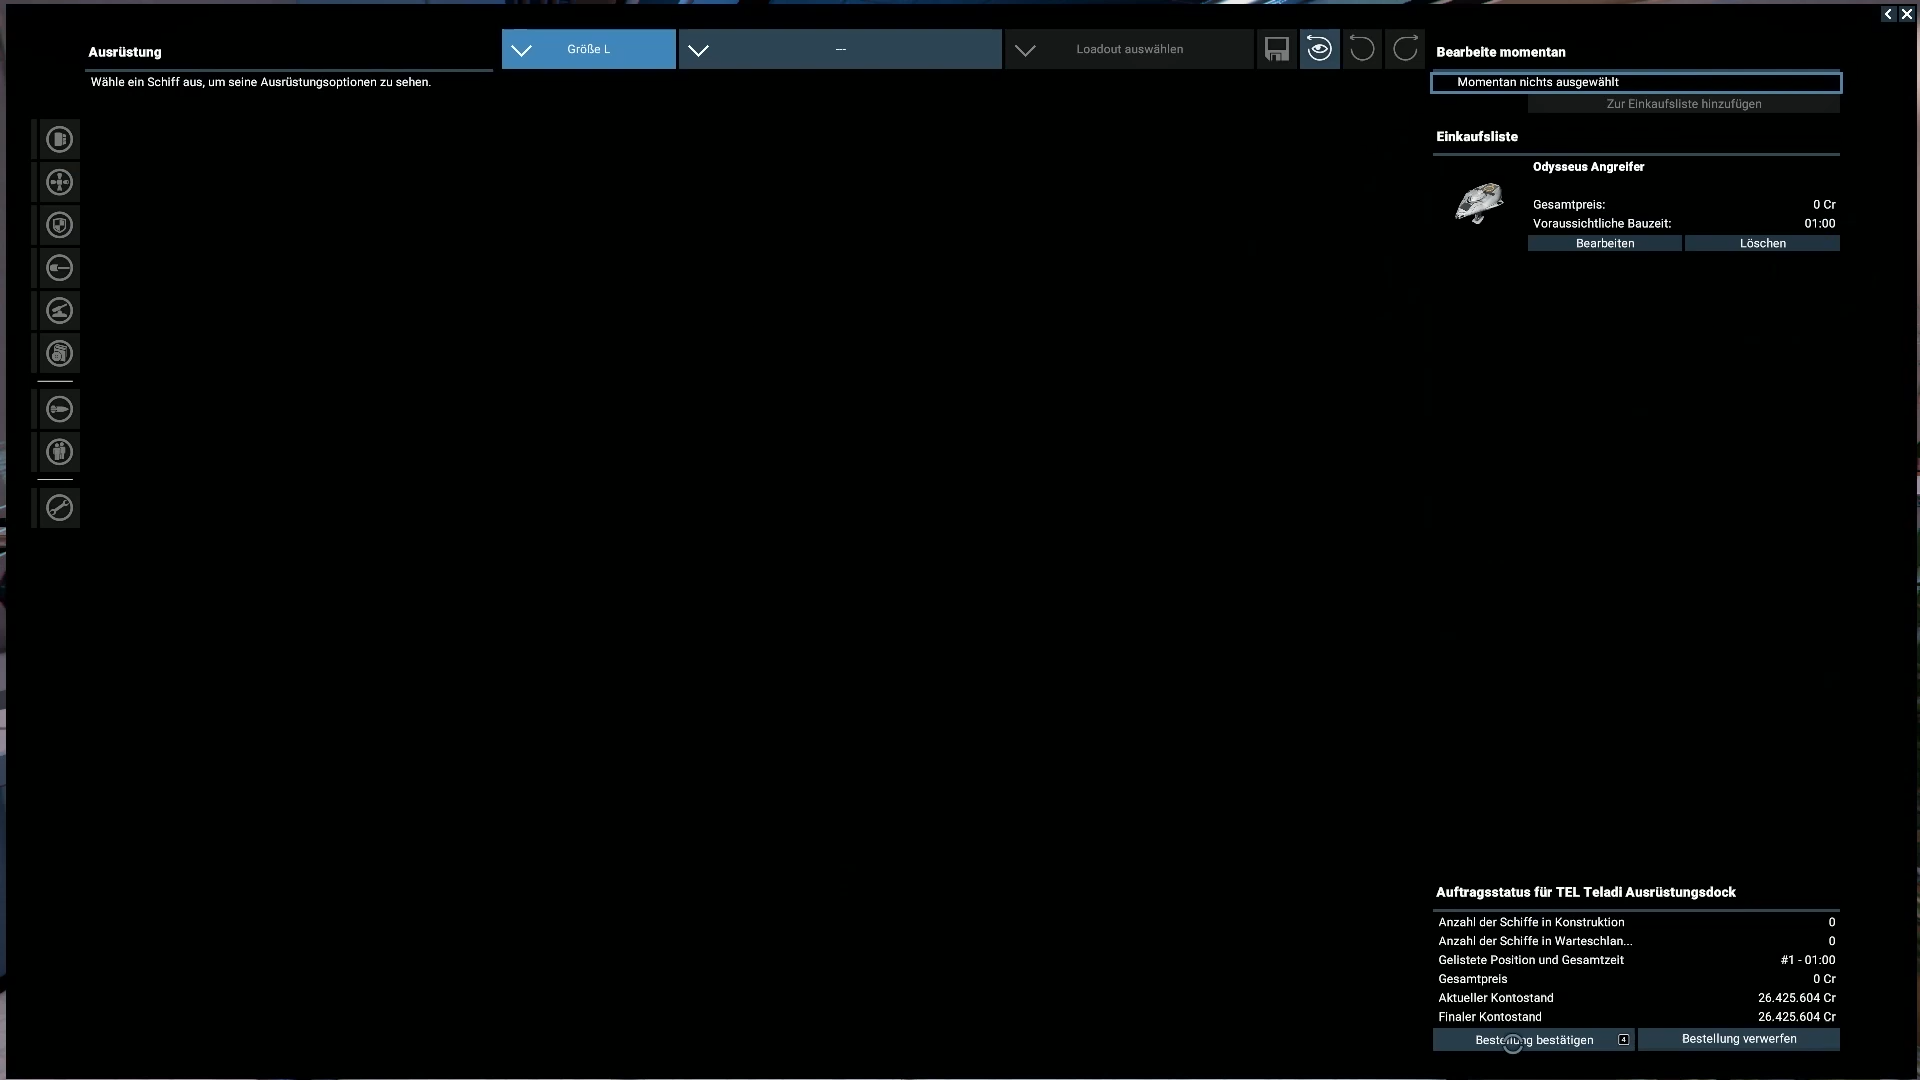 Ausrüstung
Wähle ein Schiff aus, um seine Ausrüstungsoptionen zu sehen.
Größe L
---
Loadout auswählen
Bearbeite momentan
Momentan nichts ausgewählt
Zur Einkaufsliste hinzufügen
Einkaufsliste
Odysseus Angreifer
Gesamtpreis: 0 Cr
Voraussichtliche Bauzeit: 01:00
Bearbeiten Löschen
Auftragsstatus für TEL Teladi Ausrüstungsdock
Anzahl der Schiffe in Konstruktion 0
Anzahl der Schiffe in Warteschlan... 0
Gelistete Position und Gesamtzeit #1 - 01:00
Gesamtpreis 0 Cr
Aktueller Kontostand 26.425.604 Cr
Finaler Kontostand 26.425.604 Cr
Bestellung bestätigen 4 Bestellung verwerfen